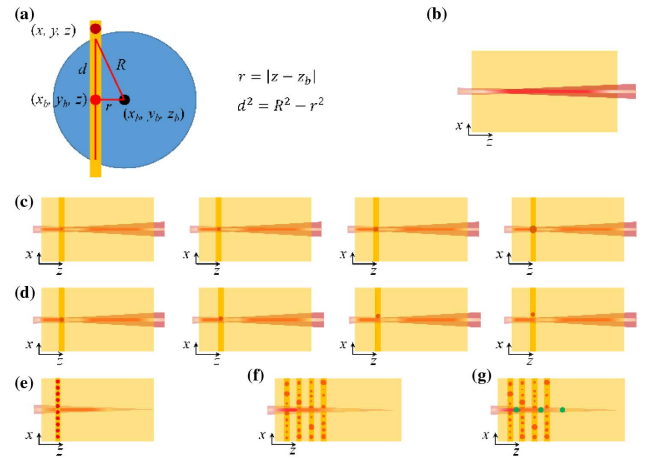 (a)
(x, y, z)
d
R
(x_b, y_b, z)
r
(x_b, y_b, z_b)
r = |z − z_b|
d² = R² − r²
(b)
x
z
(c)
x
z
x
z
x
z
x
z
(d)
x
z
x
z
x
z
x
z
(e)
x
z
(f)
x
z
(g)
x
z